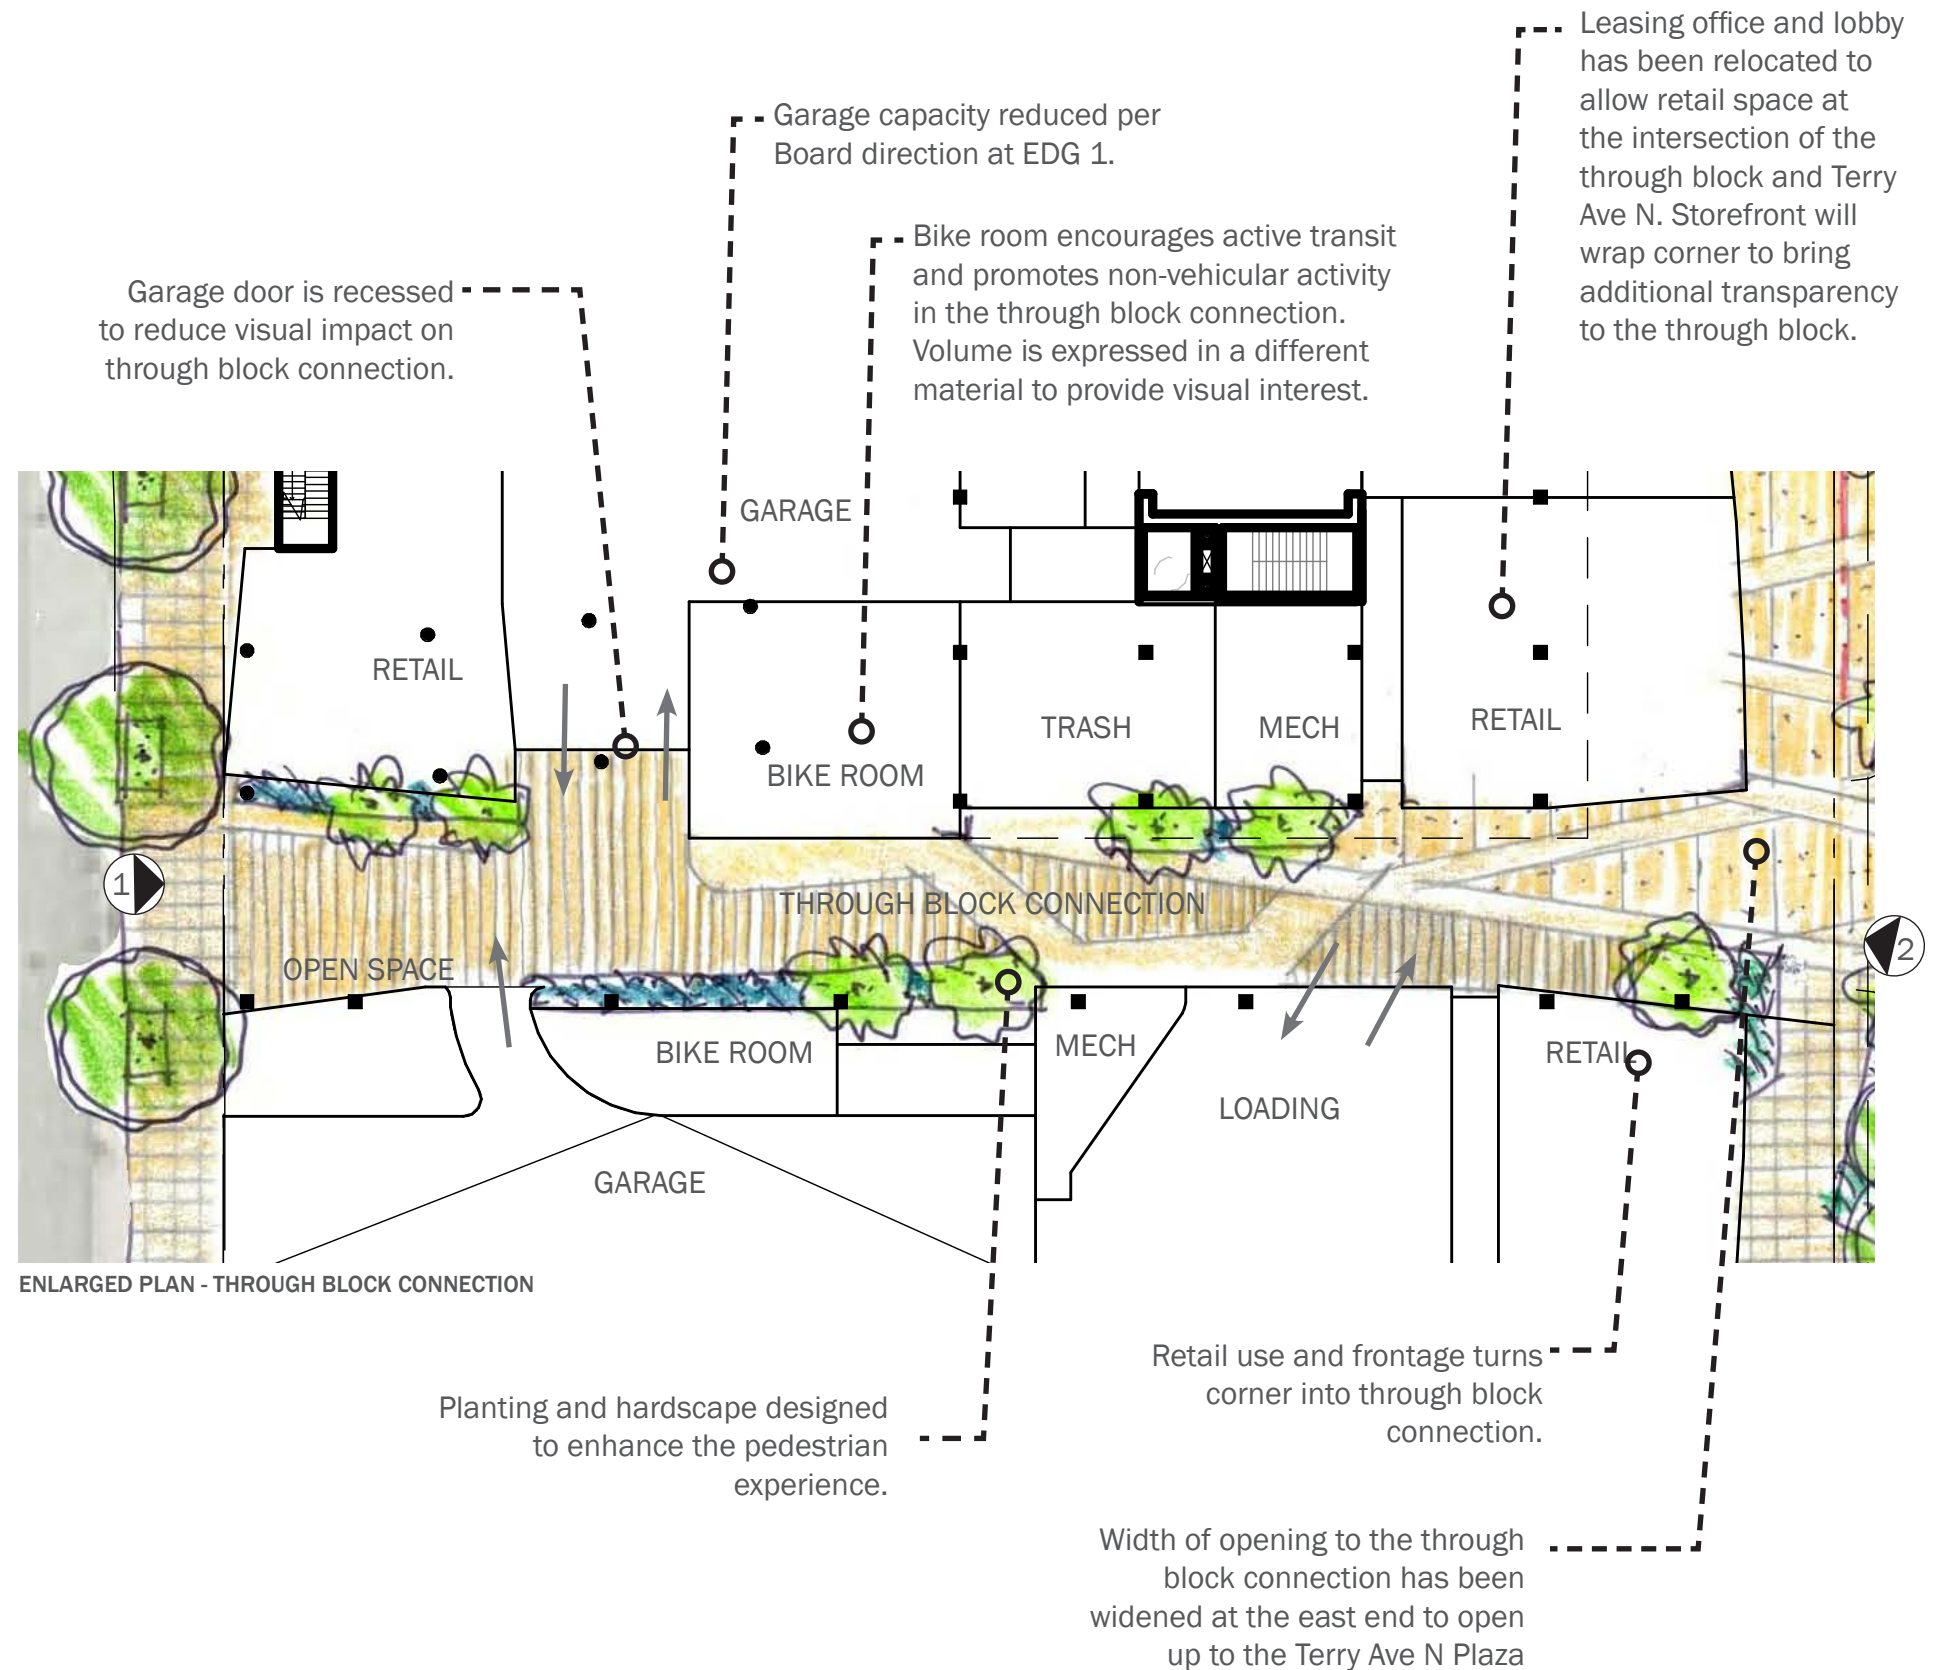 Leasing office and lobby
has been relocated to
allow retail space at
the intersection of the
through block and Terry
Ave N. Storefront will
wrap corner to bring
additional transparency
to the through block.
Garage capacity reduced per
Board direction at EDG 1.
Bike room encourages active transit
and promotes non-vehicular activity
in the through block connection.
Volume is expressed in a different
material to provide visual interest.
Garage door is recessed
to reduce visual impact on
through block connection.
GARAGE
RETAIL
TRASH
MECH
RETAIL
BIKE ROOM
1
THROUGH BLOCK CONNECTION
2
OPEN SPACE
BIKE ROOM
MECH
RETAIL
LOADING
GARAGE
ENLARGED PLAN - THROUGH BLOCK CONNECTION
Retail use and frontage turns
corner into through block
connection.
Planting and hardscape designed
to enhance the pedestrian
experience.
Width of opening to the through
block connection has been
widened at the east end to open
up to the Terry Ave N Plaza